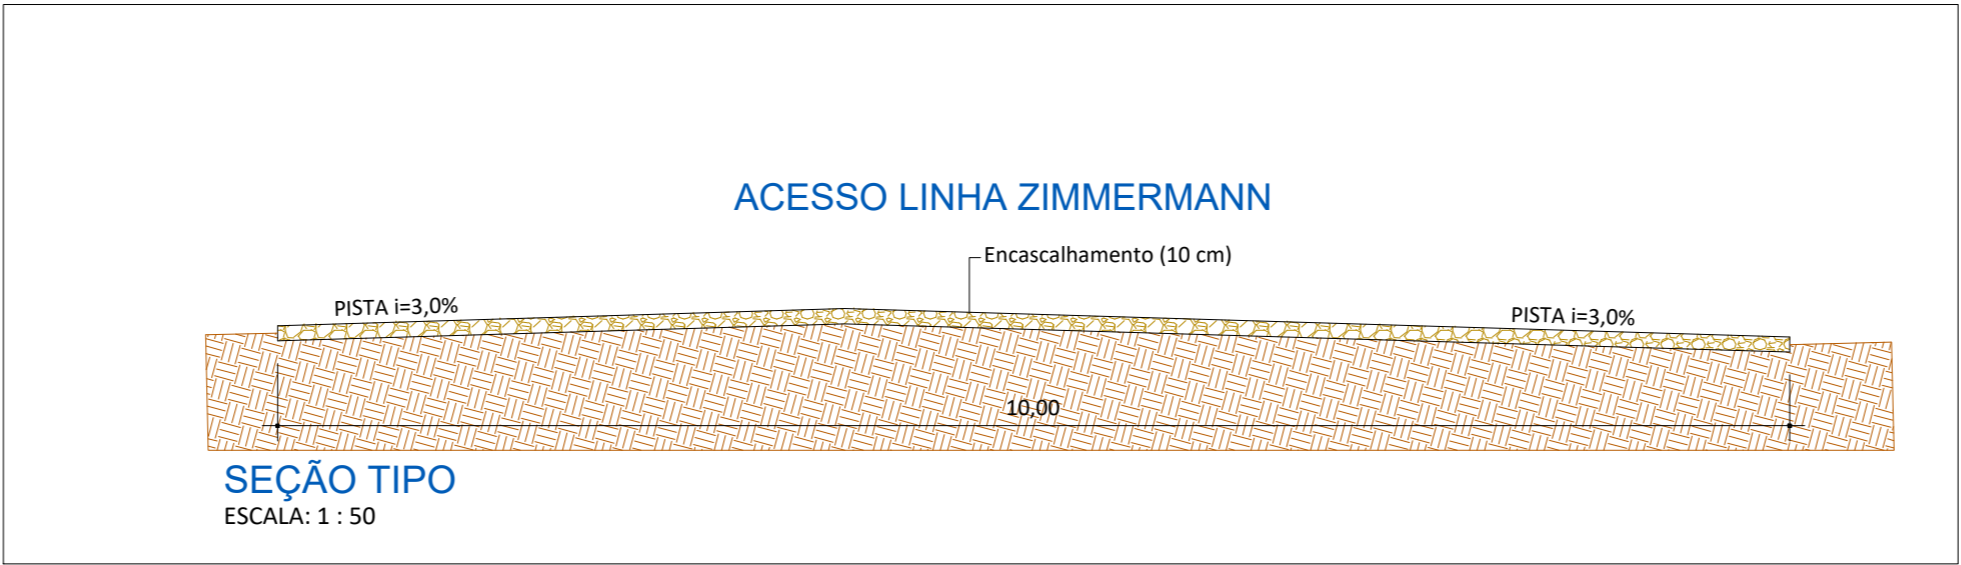 ACESSO LINHA ZIMMERMANN
Encascalhamento (10 cm)
PISTA i=3,0%
PISTA i=3,0%
10,00
SEÇÃO TIPO
ESCALA: 1 : 50